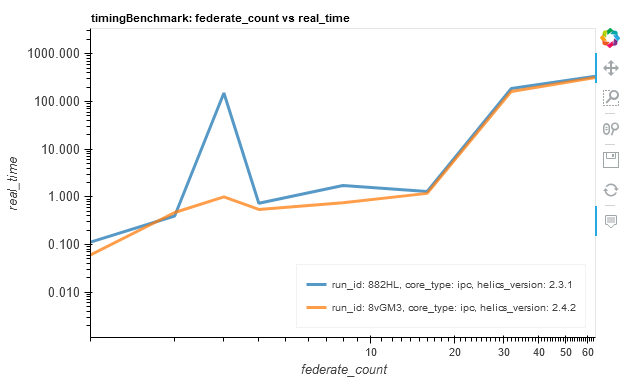 timingBenchmark: federate_count vs real_time
1000.000
100.000
10.000
1.000
0.100
0.010
real_time
run_id: 882HL, core_type: ipc, helics_version: 2.3.1
run_id: 8vGM3, core_type: ipc, helics_version: 2.4.2
10 20 30 40 50 60
federate_count